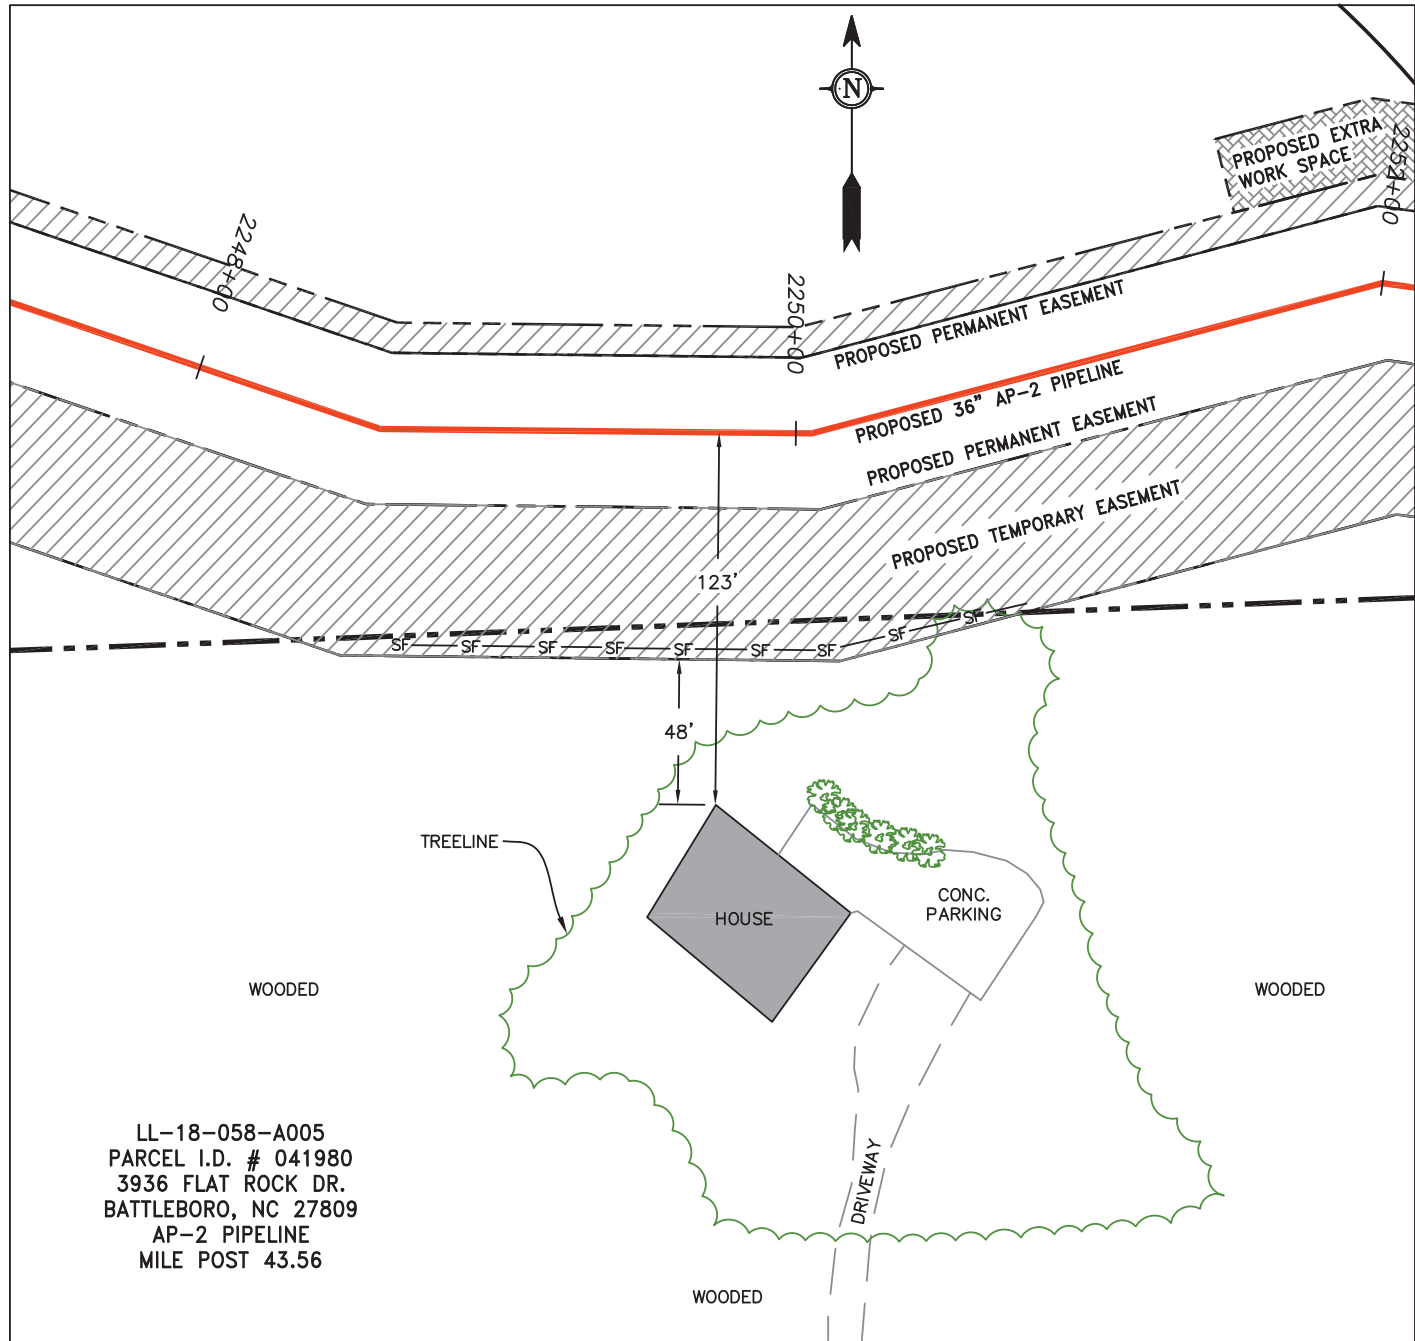 N
PROPOSED EXTRA
WORK SPACE
2252+00
2248+00
2250+00
PROPOSED PERMANENT EASEMENT
PROPOSED 36" AP-2 PIPELINE
PROPOSED PERMANENT EASEMENT
PROPOSED TEMPORARY EASEMENT
123'
SF SF SF SF SF SF SF SF SF
48'
TREELINE
HOUSE
CONC.
PARKING
WOODED
WOODED
DRIVEWAY
LL-18-058-A005
PARCEL I.D. # 041980
3936 FLAT ROCK DR.
BATTLEBORO, NC 27809
AP-2 PIPELINE
MILE POST 43.56
WOODED